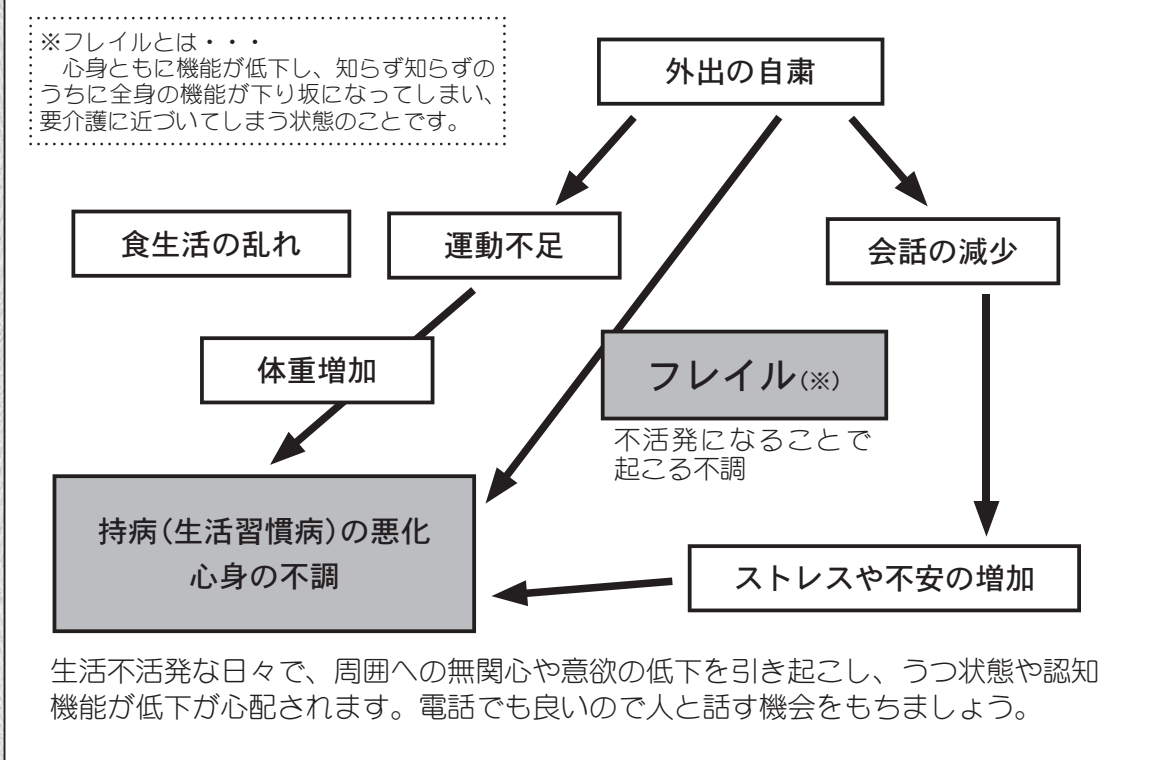 ※フレイルとは・・・
心身ともに機能が低下し、知らず知らずの
うちに全身の機能が下り坂になってしまい、
要介護に近づいてしまう状態のことです。
外出の自粛
食生活の乱れ
運動不足
会話の減少
体重増加
フレイル(※)
不活発になることで
起こる不調
持病(生活習慣病)の悪化
心身の不調
ストレスや不安の増加
生活不活発な日々で、周囲への無関心や意欲の低下を引き起こし、うつ状態や認知
機能が低下が心配されます。電話でも良いので人と話す機会をもちましょう。